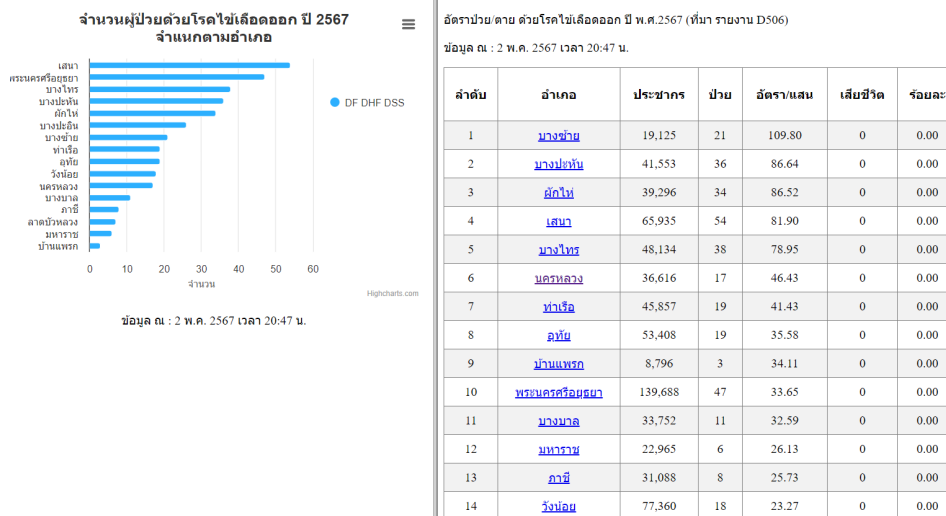 จำนวนผู้ป่วยด้วยโรคไข้เลือดออก ปี 2567
จำแนกตามอำเภอ
เสนา
พระนครศรีอยุธยา
บางไทร
บางปะหัน
ผักไห่
บางปะอิน
บางซ้าย
ท่าเรือ
อุทัย
วังน้อย
นครหลวง
บางบาล
ภาชี
ลาดบัวหลวง
มหาราช
บ้านแพรก
DF DHF DSS
0 10 20 30 40 50 60
จำนวน
Highcharts.com
ข้อมูล ณ : 2 พ.ค. 2567 เวลา 20:47 น.
อัตราป่วย/ตาย ด้วยโรคไข้เลือดออก ปี พ.ศ.2567 (ที่มา รายงาน D506)
ข้อมูล ณ : 2 พ.ค. 2567 เวลา 20:47 น.
ลำดับ อำเภอ ประชากร ป่วย อัตรา/แสน เสียชีวิต ร้อยละ
1 บางซ้าย 19,125 21 109.80 0 0.00
2 บางปะหัน 41,553 36 86.64 0 0.00
3 ผักไห่ 39,296 34 86.52 0 0.00
4 เสนา 65,935 54 81.90 0 0.00
5 บางไทร 48,134 38 78.95 0 0.00
6 นครหลวง 36,616 17 46.43 0 0.00
7 ท่าเรือ 45,857 19 41.43 0 0.00
8 อุทัย 53,408 19 35.58 0 0.00
9 บ้านแพรก 8,796 3 34.11 0 0.00
10 พระนครศรีอยุธยา 139,688 47 33.65 0 0.00
11 บางบาล 33,752 11 32.59 0 0.00
12 มหาราช 22,965 6 26.13 0 0.00
13 ภาชี 31,088 8 25.73 0 0.00
14 วังน้อย 77,360 18 23.27 0 0.00